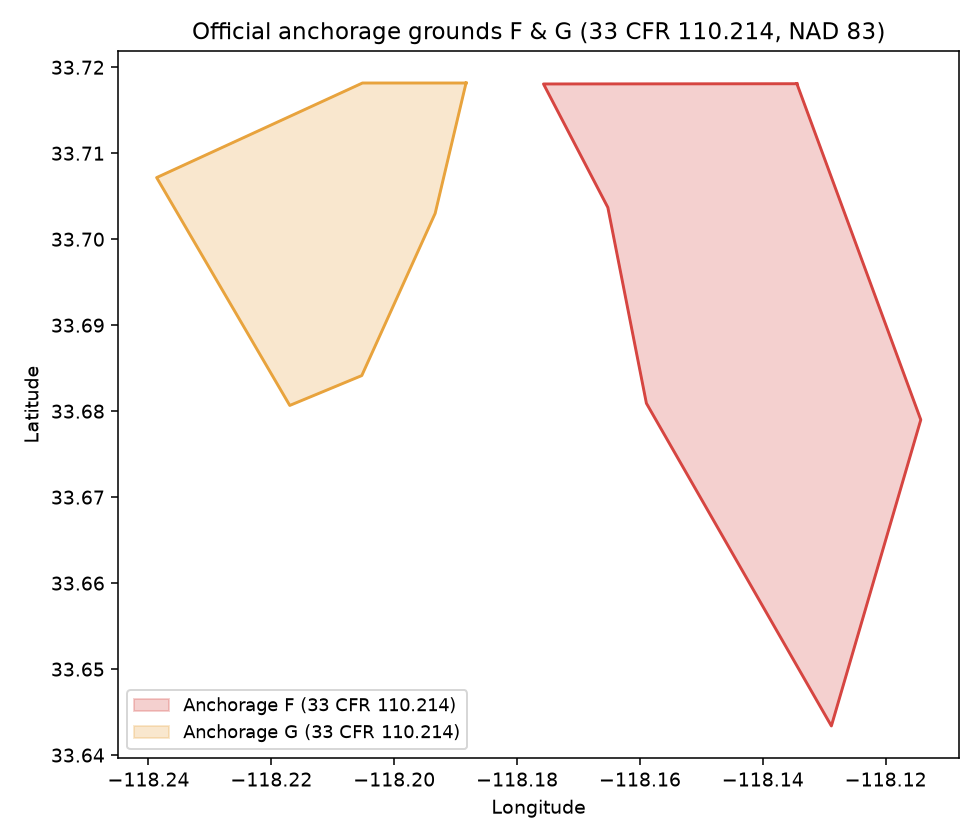 Official anchorage grounds F & G (33 CFR 110.214, NAD 83)
33.72
33.71
33.70
33.69
33.68
33.67
33.66
33.65
33.64
Latitude
Anchorage F (33 CFR 110.214)
Anchorage G (33 CFR 110.214)
−118.24 −118.22 −118.20 −118.18 −118.16 −118.14 −118.12
Longitude